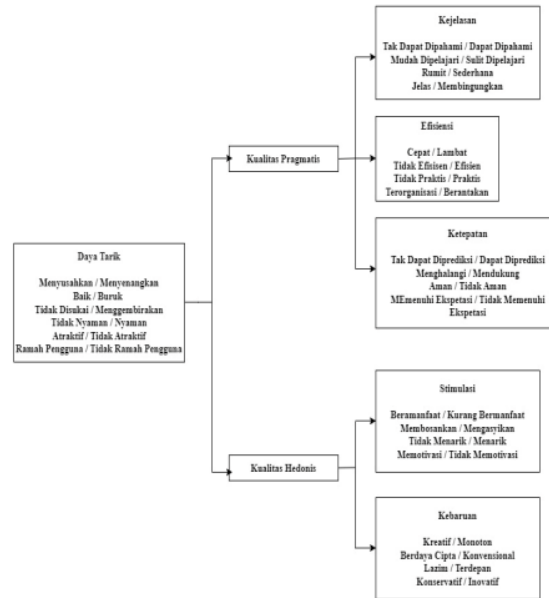 Daya Tarik
Menyusahkan / Menyenangkan
Baik / Buruk
Tidak Disukai / Menggembirakan
Tidak Nyaman / Nyaman
Atraktif / Tidak Atraktif
Ramah Pengguna / Tidak Ramah Pengguna
Kualitas Pragmatis
Kejelasan
Tak Dapat Dipahami / Dapat Dipahami
Mudah Dipelajari / Sulit Dipelajari
Rumit / Sederhana
Jelas / Membingungkan
Efisiensi
Cepat / Lambat
Tidak Efisisen / Efisien
Tidak Praktis / Praktis
Terorganisasi / Berantakan
Ketepatan
Tak Dapat Diprediksi / Dapat Diprediksi
Menghalangi / Mendukung
Aman / Tidak Aman
MEmenuhi Ekspetasi / Tidak Memenuhi
Ekspetasi
Kualitas Hedonis
Stimulasi
Beramanfaat / Kurang Bermanfaat
Membosankan / Mengasyikan
Tidak Menarik / Menarik
Memotivasi / Tidak Memotivasi
Kebaruan
Kreatif / Monoton
Berdaya Cipta / Konvensional
Lazim / Terdepan
Konservatif / Inovatif